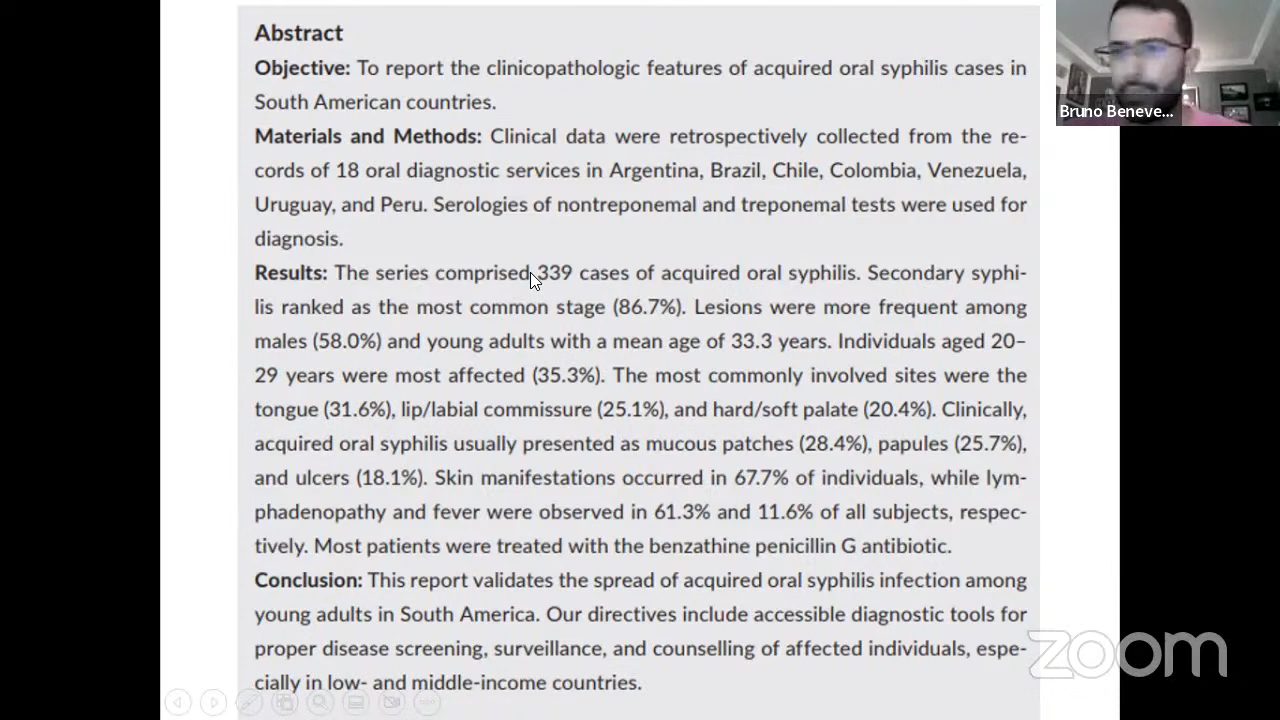 Abstract
Objective: To report the clinicopathologic features of acquired oral syphilis cases in
South American countries.
Materials and Methods: Clinical data were retrospectively collected from the re-
cords of 18 oral diagnostic services in Argentina, Brazil, Chile, Colombia, Venezuela,
Uruguay, and Peru. Serologies of nontreponemal and treponemal tests were used for
diagnosis.
Results: The series comprised 339 cases of acquired oral syphilis. Secondary syphi-
lis ranked as the most common stage (86.7%). Lesions were more frequent among
males (58.0%) and young adults with a mean age of 33.3 years. Individuals aged 20–
29 years were most affected (35.3%). The most commonly involved sites were the
tongue (31.6%), lip/labial commissure (25.1%), and hard/soft palate (20.4%). Clinically,
acquired oral syphilis usually presented as mucous patches (28.4%), papules (25.7%),
and ulcers (18.1%). Skin manifestations occurred in 67.7% of individuals, while lym-
phadenopathy and fever were observed in 61.3% and 11.6% of all subjects, respec-
tively. Most patients were treated with the benzathine penicillin G antibiotic.
Conclusion: This report validates the spread of acquired oral syphilis infection among
young adults in South America. Our directives include accessible diagnostic tools for
proper disease screening, surveillance, and counselling of affected individuals, espe-
cially in low- and middle-income countries.
Bruno Beneve...
zoom